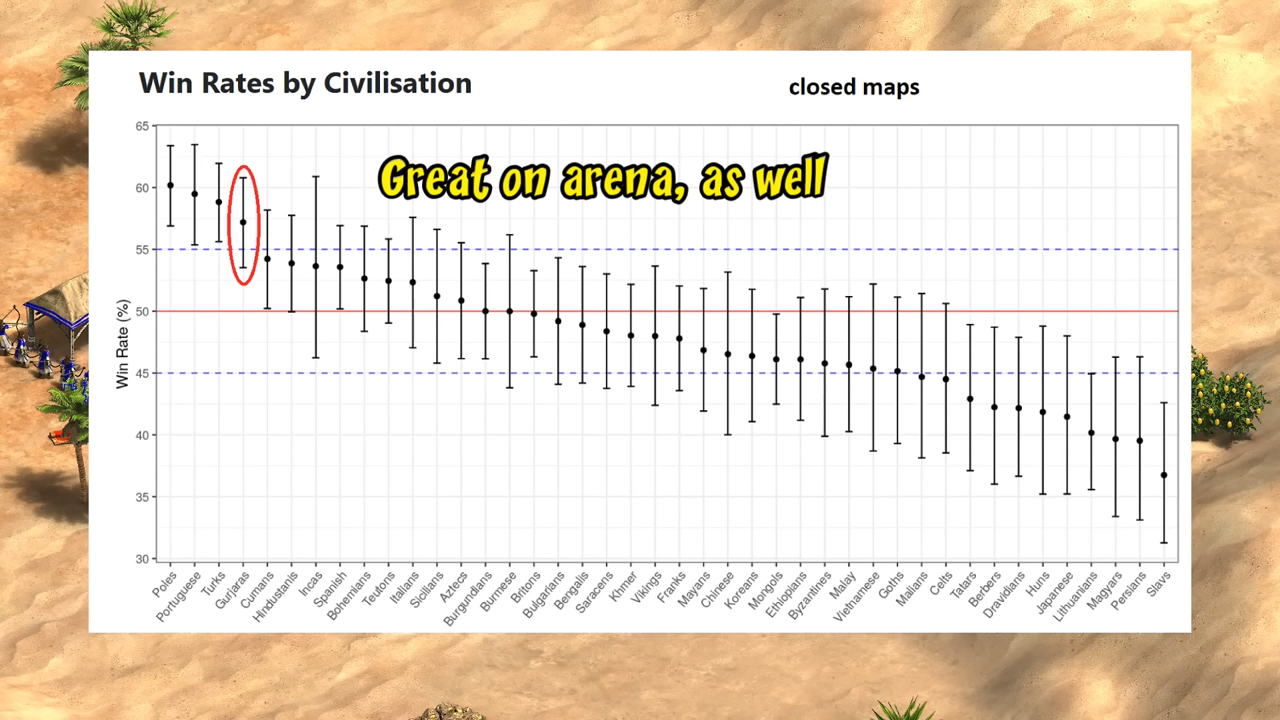 Win Rates by Civilisation
closed maps
Great on arena, as well
65
60
55
50
45
40
35
30
Win Rate (%)
Poles
Portuguese
Turks
Gurjaras
Cumans
Hindustanis
Incas
Spanish
Bohemians
Teutons
Italians
Sicilians
Aztecs
Burgundians
Burmese
Britons
Bulgarians
Bengalis
Saracens
Khmer
Vikings
Franks
Mayans
Chinese
Koreans
Mongols
Ethiopians
Byzantines
Malay
Vietnamese
Goths
Malians
Celts
Tatars
Berbers
Dravidians
Huns
Japanese
Lithuanians
Magyars
Persians
Slavs